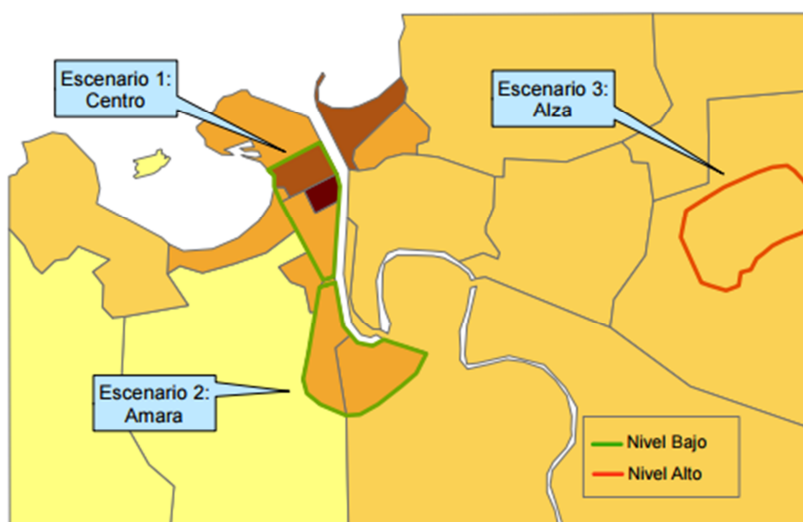 Escenario 1:
Centro
Escenario 3:
Alza
Escenario 2:
Amara
Nivel Bajo
Nivel Alto